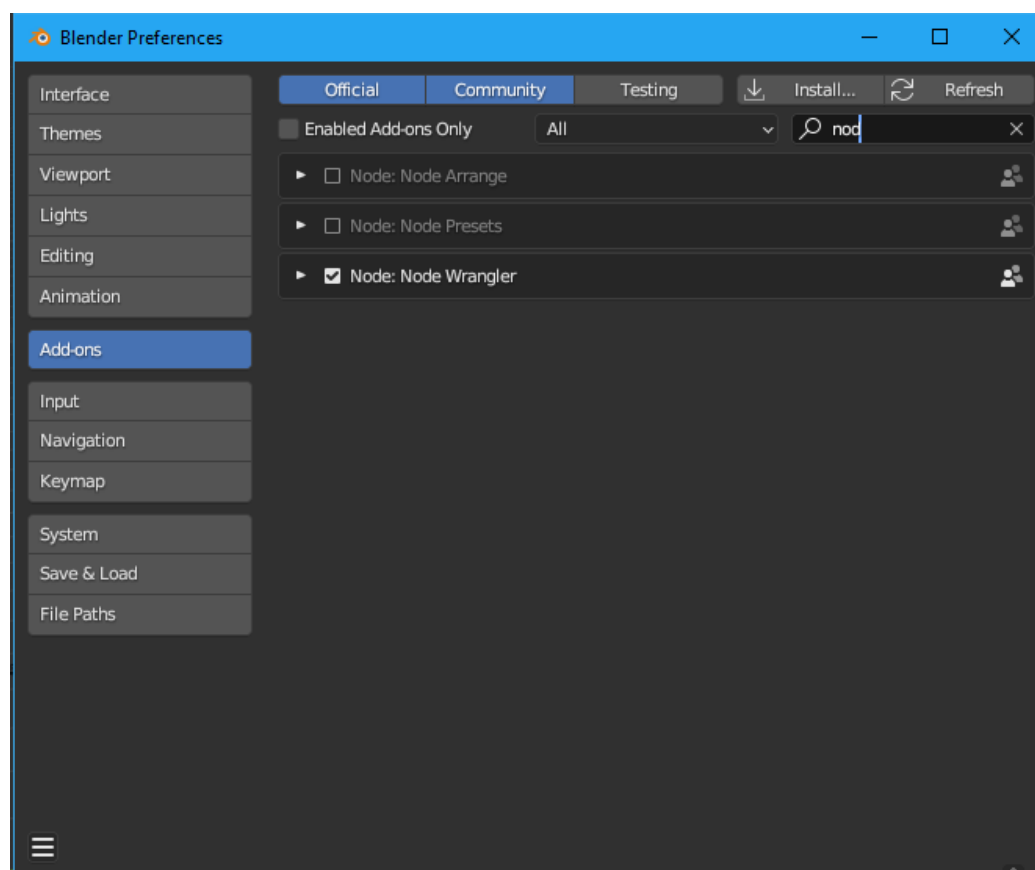 Blender Preferences
Interface
Themes
Viewport
Lights
Editing
Animation
Add-ons
Input
Navigation
Keymap
System
Save & Load
File Paths
Official Community Testing Install... Refresh
Enabled Add-ons Only All nod
Node: Node Arrange
Node: Node Presets
Node: Node Wrangler